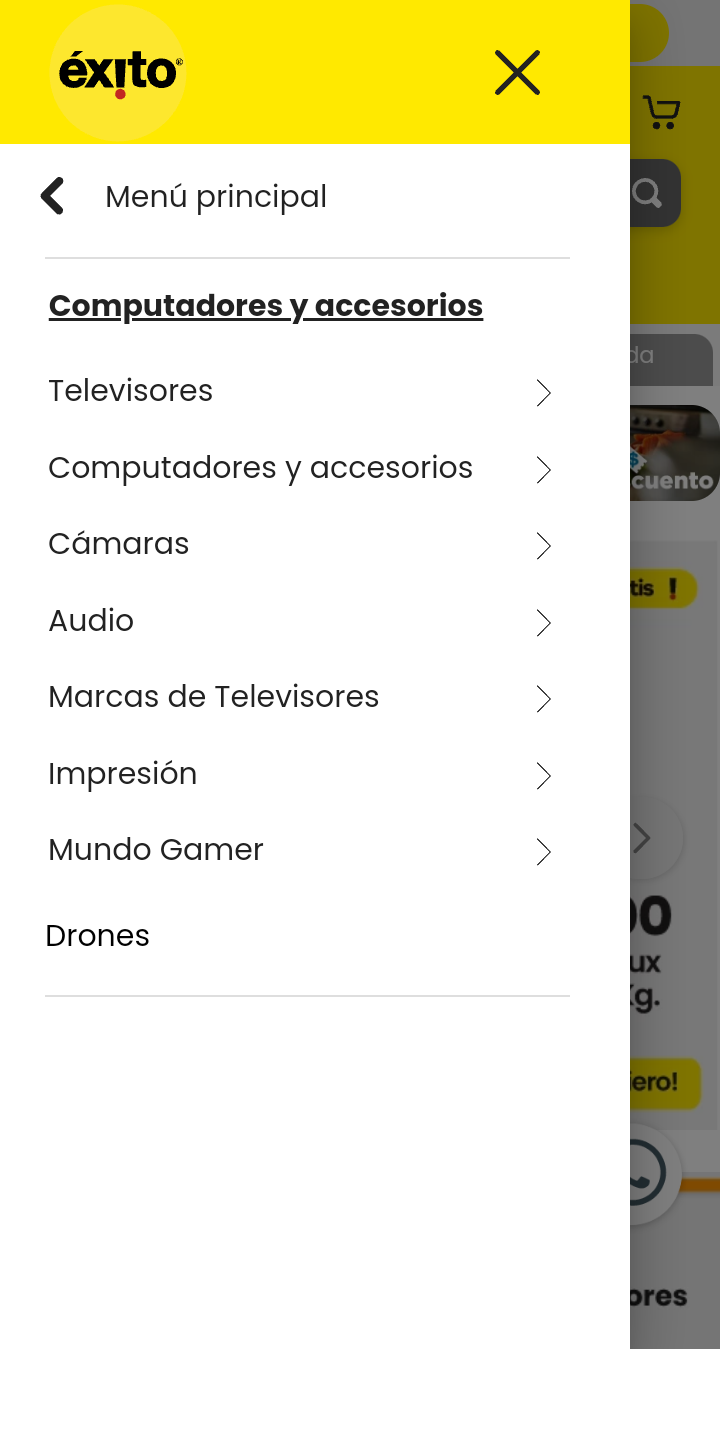 éxito®
Menú principal
Computadores y accesorios
Televisores
Computadores y accesorios
Cámaras
Audio
Marcas de Televisores
Impresión
Mundo Gamer
Drones
da
cuento
tis !
00
ux
Kg.
iero!
ores